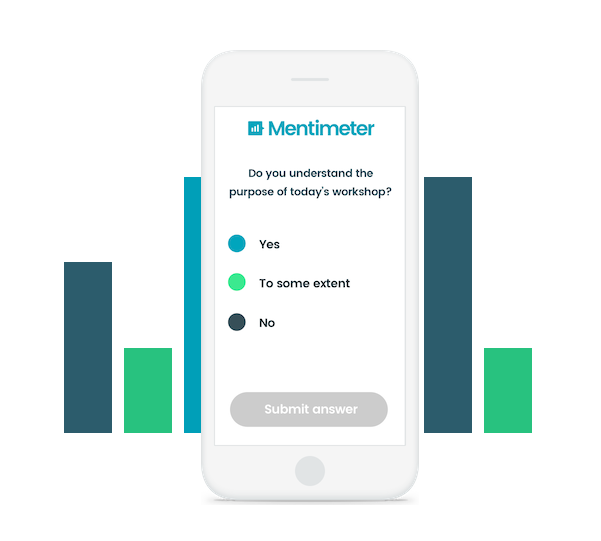 Mentimeter
Do you understand the
purpose of today's workshop?
Yes
To some extent
No
Submit answer